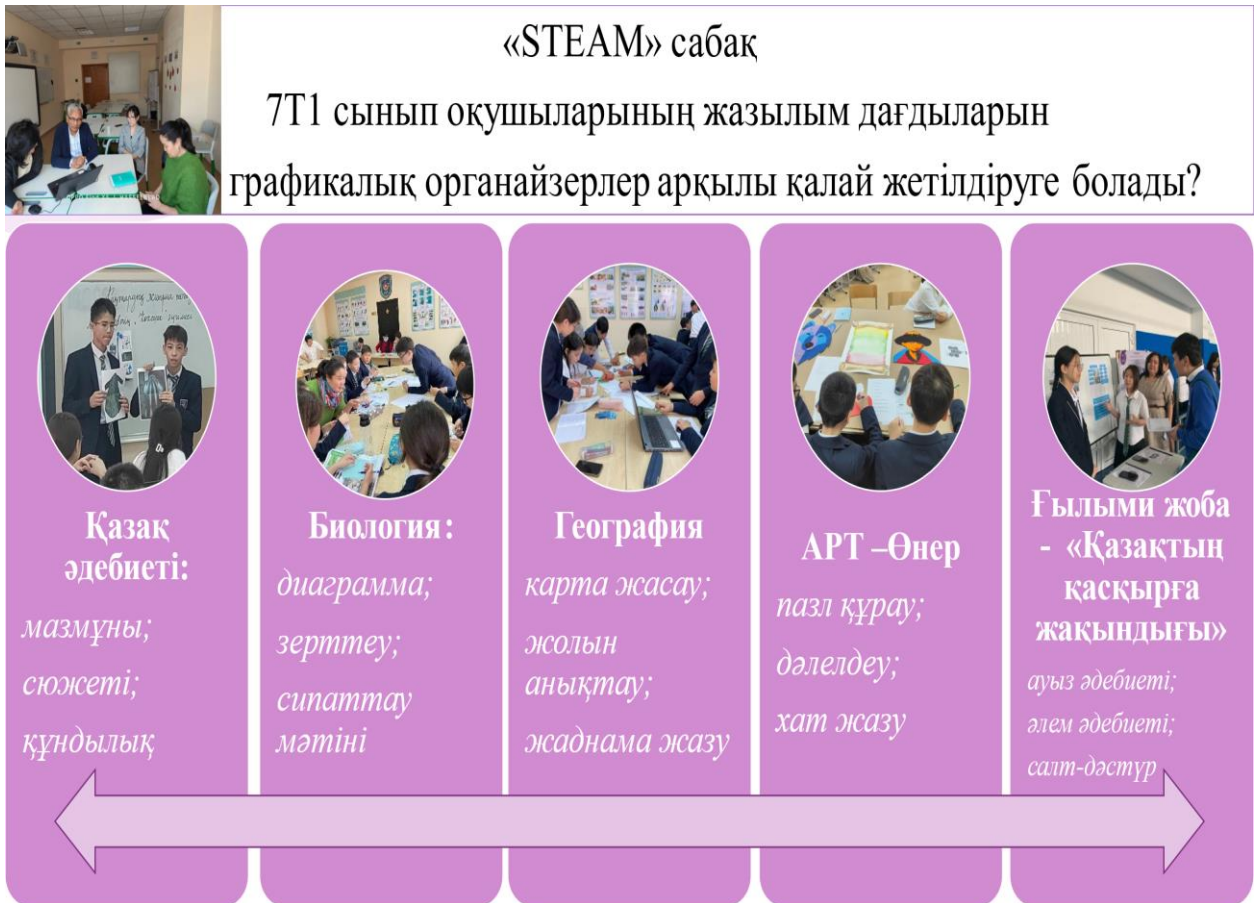 «STEAM» сабақ
7Т1 сынып оқушыларының жазылым дағдыларын
графикалық органайзерлер арқылы қалай жетілдіруге болады?
Қазақ
әдебиеті:
мазмұны;
сюжеті;
құндылық
Биология:
диаграмма;
зерттеу;
сипаттау
мәтіні
География
карта жасау;
жолын
анықтау;
жаднама жазу
АРТ –Өнер
пазл құрау;
дәлелдеу;
хат жазу
Ғылыми жоба
- «Қазақтың
қасқырға
жақындығы»
ауыз әдебиеті;
әлем әдебиеті;
салт-дәстүр